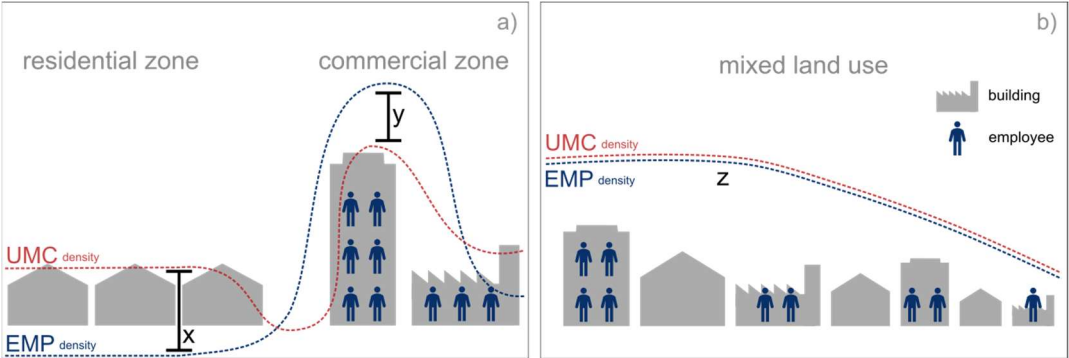 a)
residential zone
commercial zone
y
UMC density
x
EMP density
b)
mixed land use
building
employee
UMC density
EMP density
z